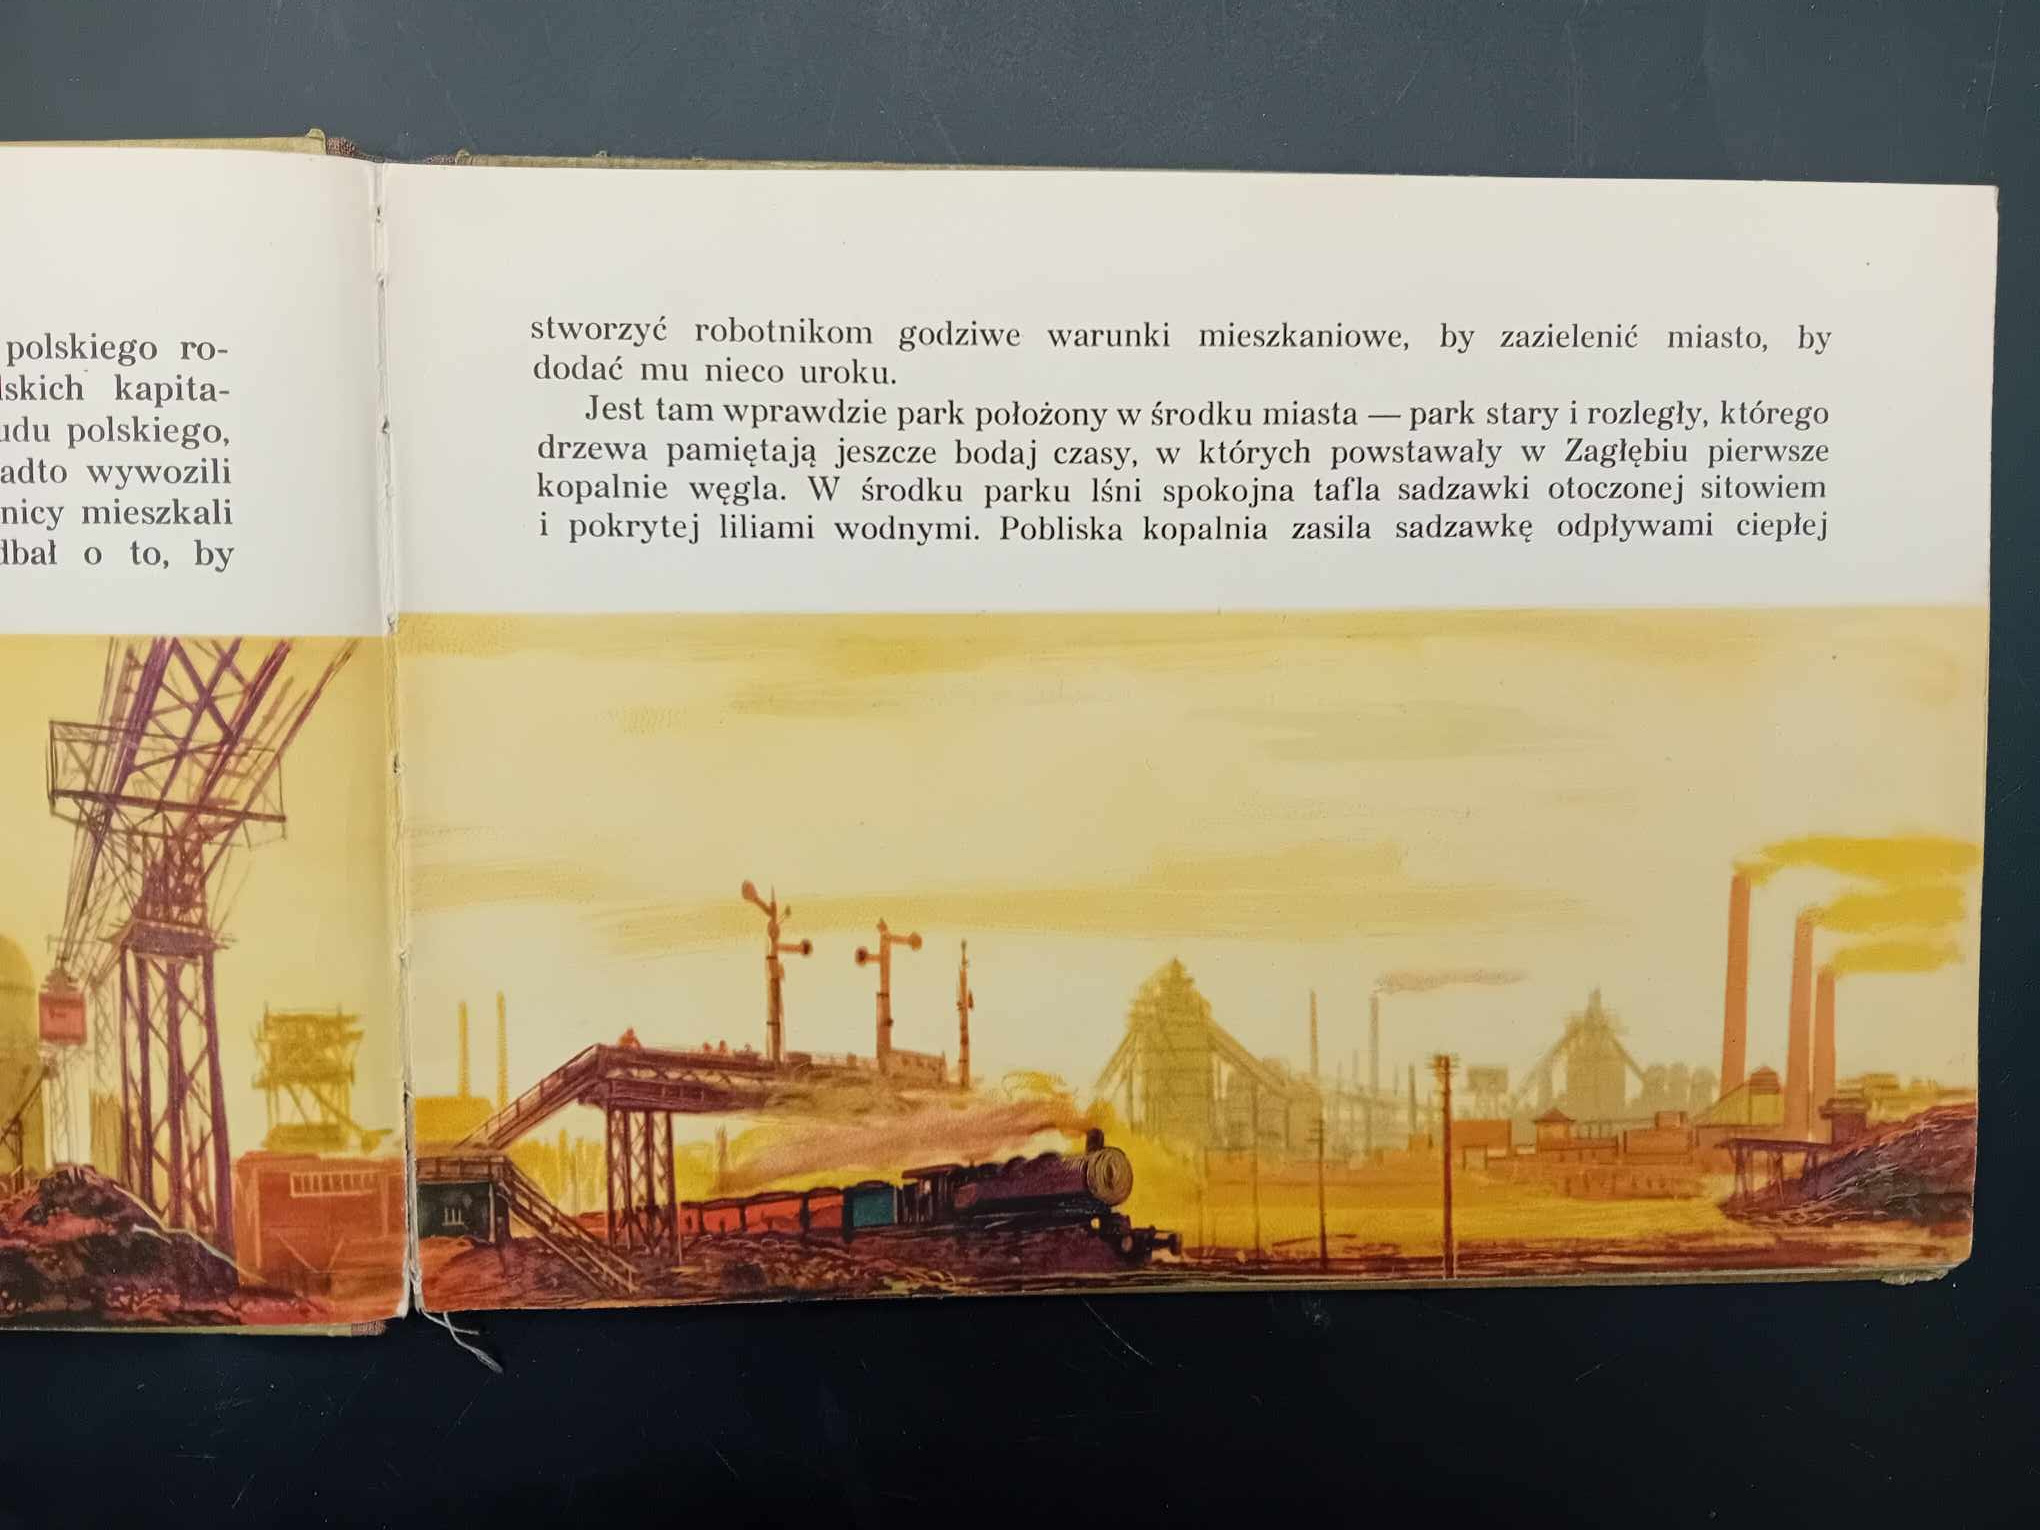 polskiego ro-
skich kapita-
udu polskiego,
adto wywozili
nicy mieszkali
dbał o to, by
stworzyć robotnikom godziwe warunki mieszkaniowe, by zazielenić miasto, by
dodać mu nieco uroku.
Jest tam wprawdzie park położony w środku miasta — park stary i rozległy, którego
drzewa pamiętają jeszcze bodaj czasy, w których powstawały w Zagłębiu pierwsze
kopalnie węgla. W środku parku lśni spokojna tafla sadzawki otoczonej sitowiem
i pokrytej liliami wodnymi. Pobliska kopalnia zasila sadzawkę odpływami ciepłej